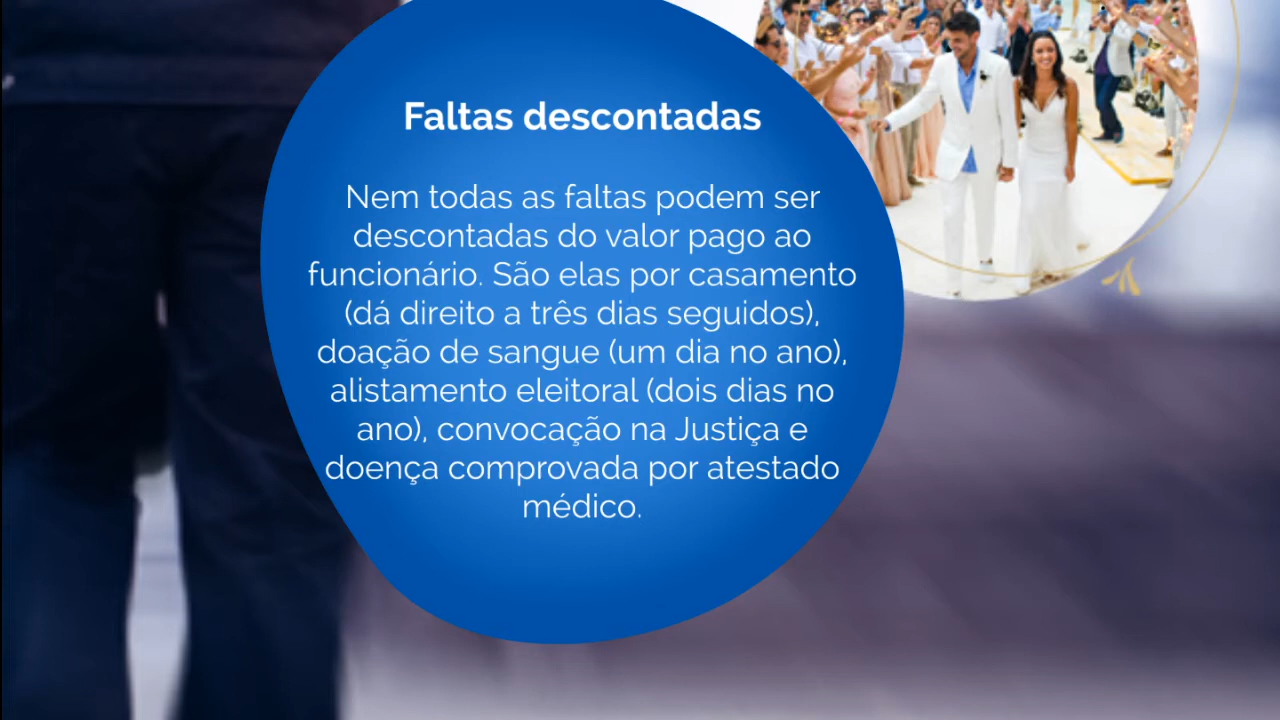 Faltas descontadas
Nem todas as faltas podem ser
descontadas do valor pago ao
funcionário. São elas por casamento
(dá direito a três dias seguidos),
doação de sangue (um dia no ano),
alistamento eleitoral (dois dias no
ano), convocação na Justiça e
doença comprovada por atestado
médico.